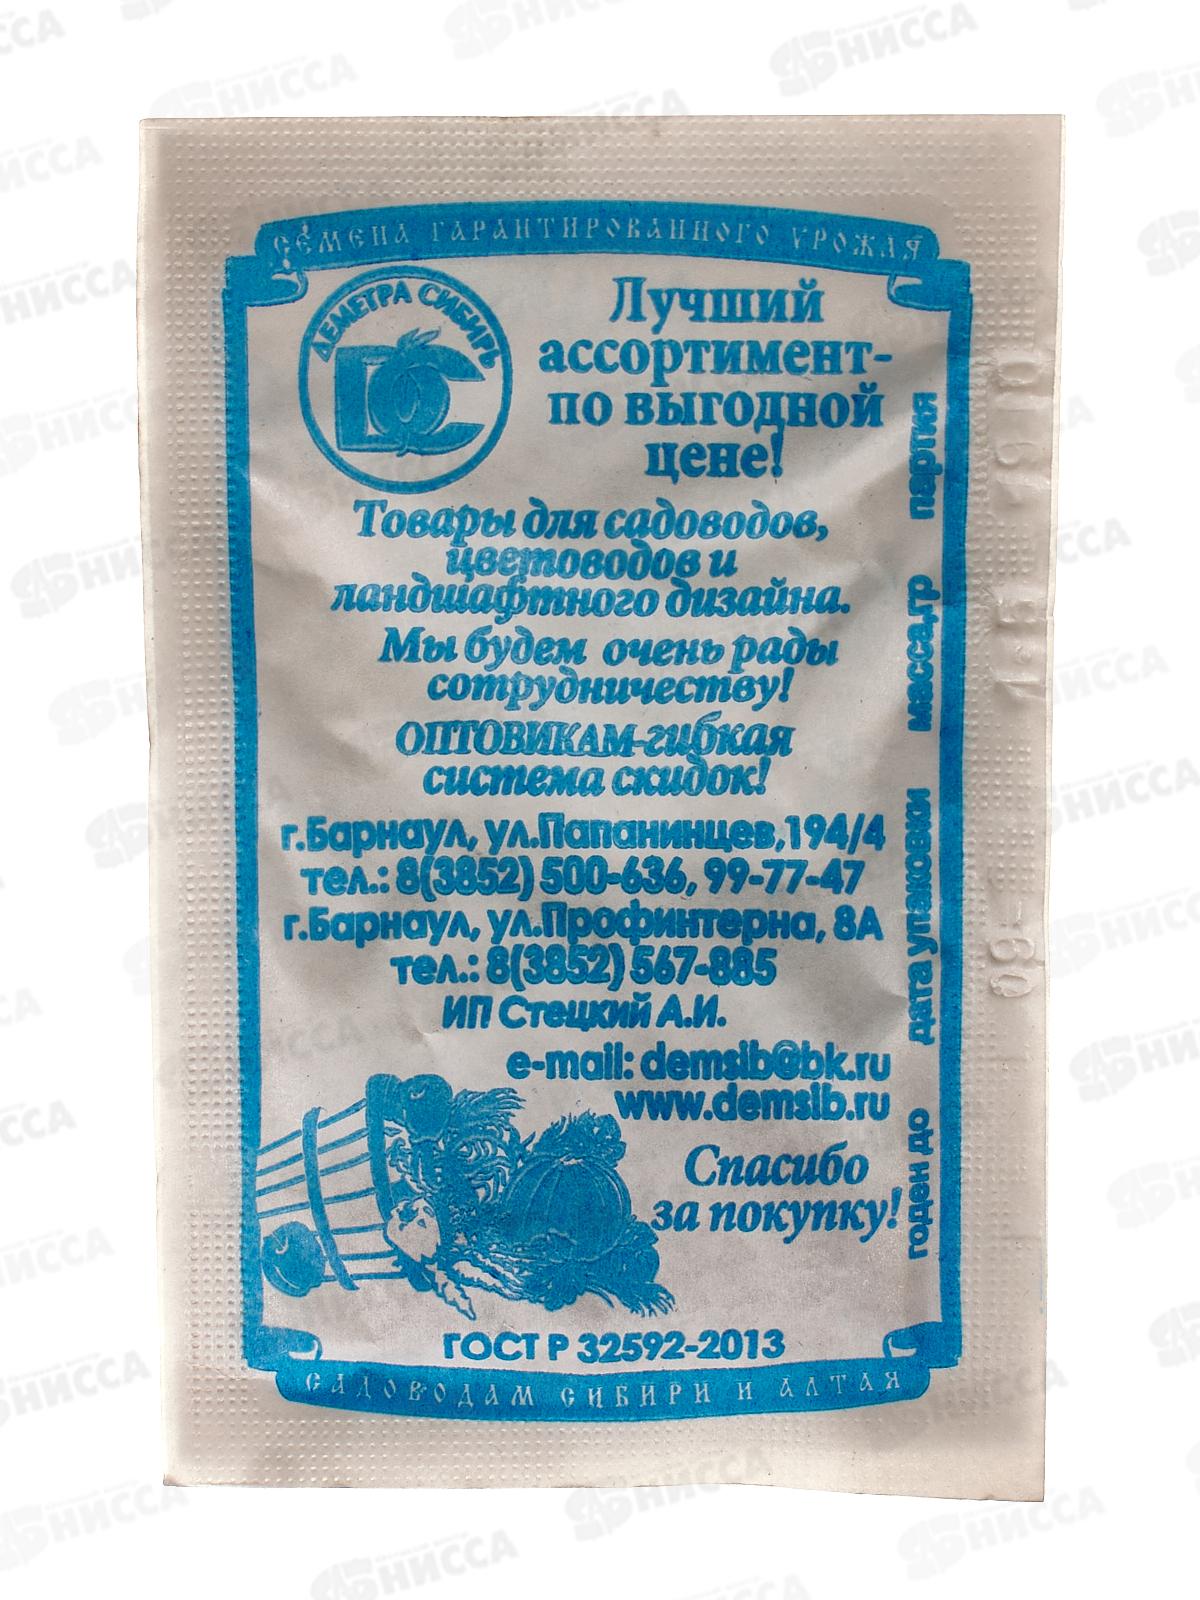 СЕМЕНА ГАРАНТИРОВАННОГО УРОЖАЯ
ДЕМЕТРА СИБИРЬ
ДС
Лучший
ассортимент-
по выгодной
цене!
Товары для садоводов,
цветоводов и
ландшафтного дизайна.
Мы будем очень рады
сотрудничеству!
ОПТОВИКАМ-гибкая
система скидок!
г.Барнаул, ул.Папанинцев,194/4
тел.: 8(3852) 500-636, 99-77-47
г.Барнаул, ул.Профинтерна, 8А
тел.: 8(3852) 567-885
ИП Стецкий А.И.
e-mail: demsib@bk.ru
www.demsib.ru
Спасибо
за покупку!
ГОСТ Р 32592-2013
САДОВОДАМ СИБИРИ И АЛТАЯ
годен до дата упаковки масса,гр партия
НИССА